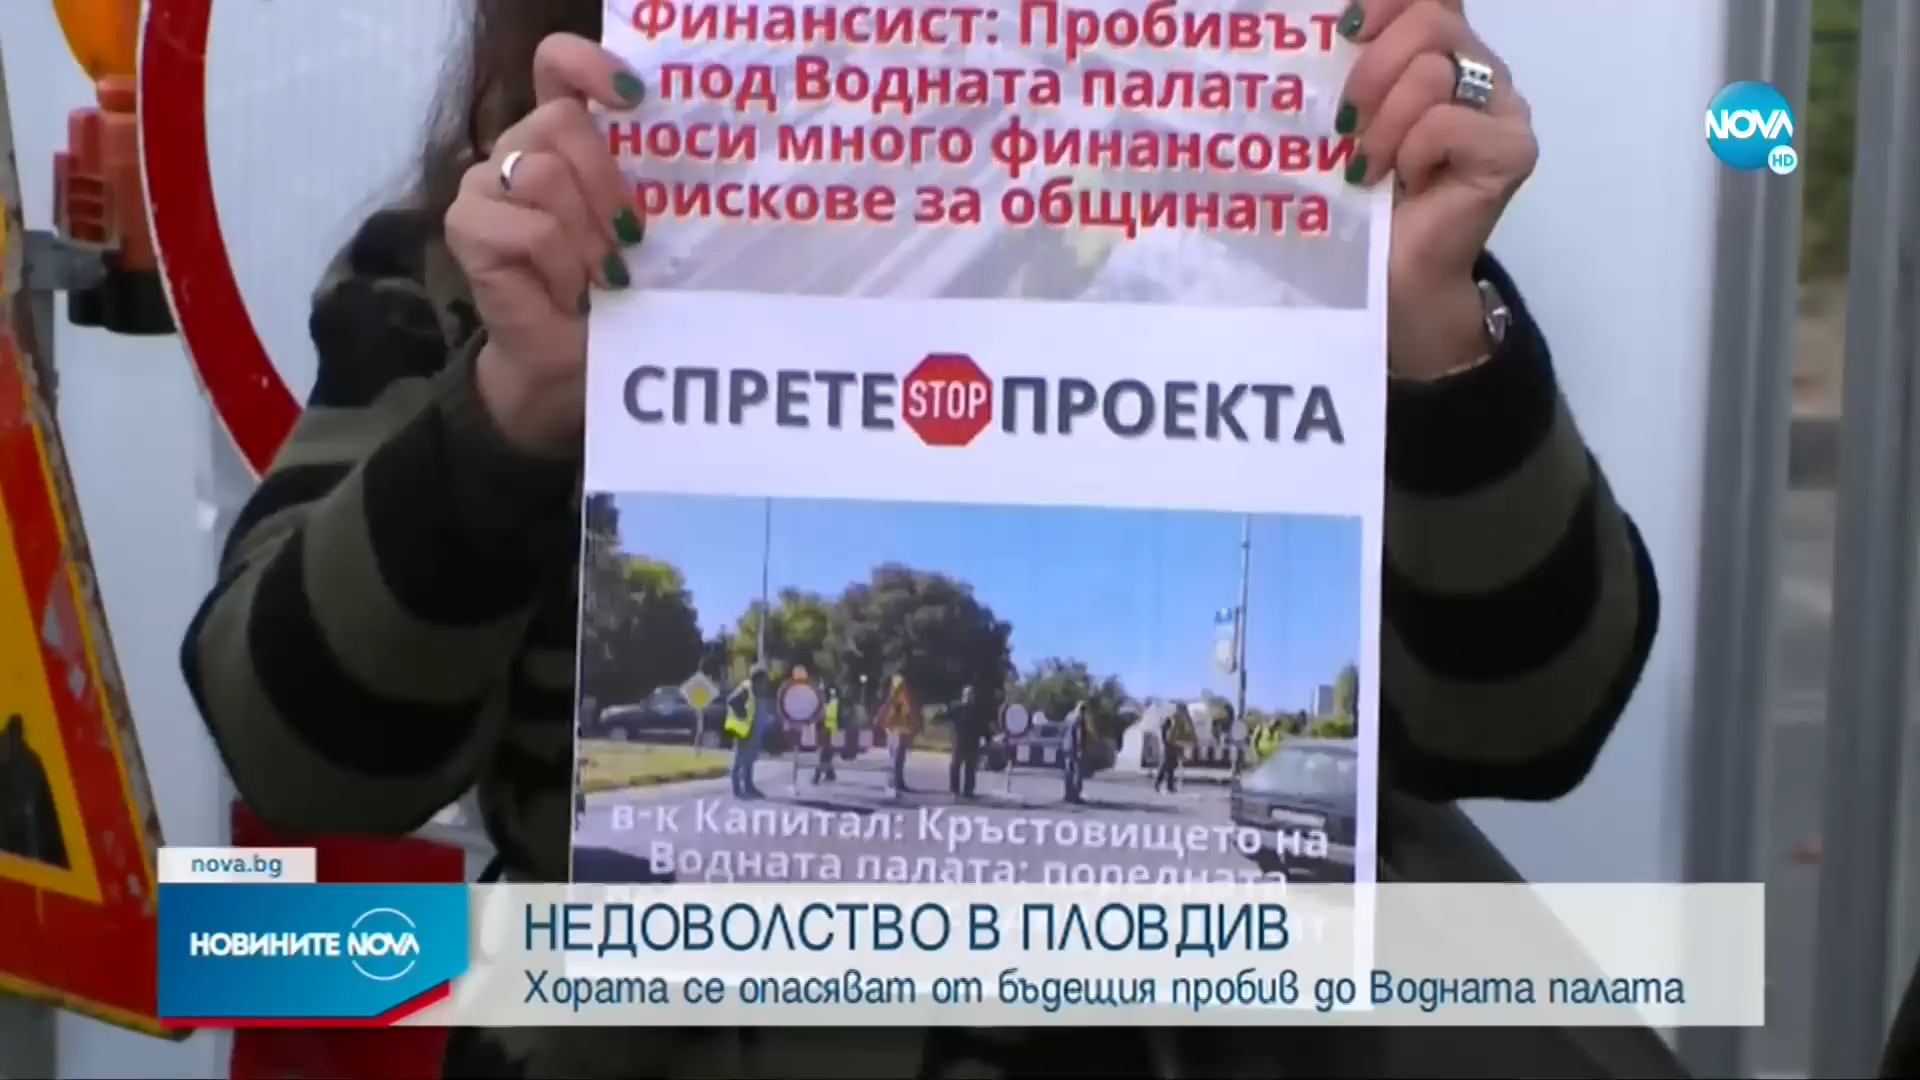 Финансист: Пробивът
под Водната палата
носи много финансови
рискове за общината
NOVA
HD
СПРЕТЕ STOP ПРОЕКТА
в-к Капитал: Кръстовището на
Водната палата: поредната
nova.bg
НОВИНИТЕ NOVA
НЕДОВОЛСТВО В ПЛОВДИВ
Хората се опасяват от бъдещия пробив до Водната палата